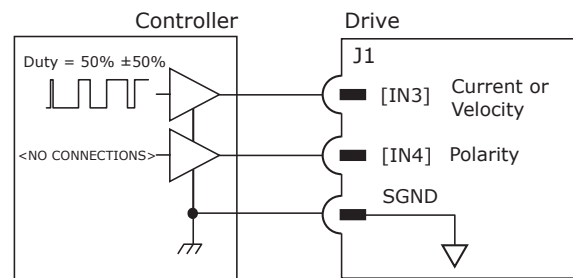 Controller
Drive
Duty = 50% ±50%
J1
[IN3]
Current or
Velocity
<NO CONNECTIONS>
[IN4]
Polarity
SGND